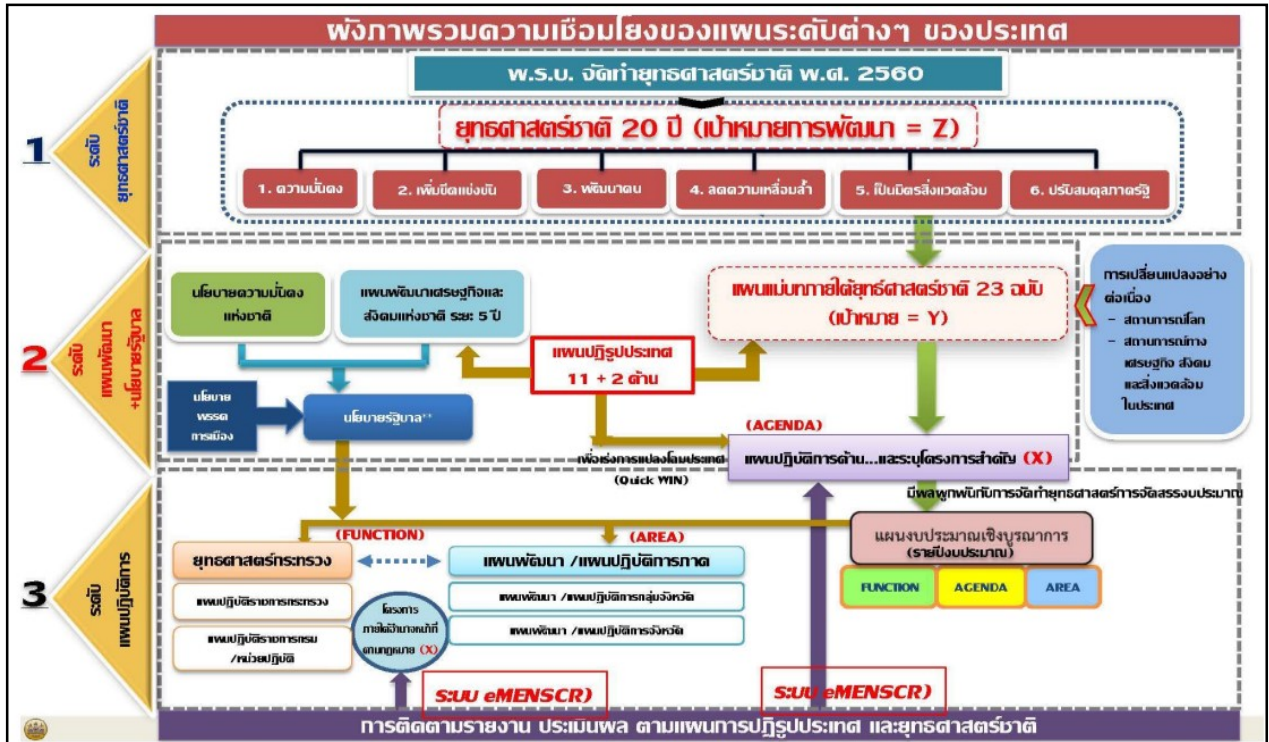 ผังภาพรวมความเชื่อมโยงของแผนระดับต่างๆ ของประเทศ
พ.ร.บ. จัดทำยุทธศาสตร์ชาติ พ.ศ. 2560
1
ระดับ
ยุทธศาสตร์ชาติ
ยุทธศาสตร์ชาติ 20 ปี (เป้าหมายการพัฒนา = Z)
1. ความมั่นคง
2. เพิ่มขีดแข่งขัน
3. พัฒนาคน
4. ลดความเหลื่อมล้ำ
5. เป็นมิตรสิ่งแวดล้อม
6. ปรับสมดุลภาครัฐ
2
ระดับ
แผนพัฒนา
+นโยบายรัฐบาล
นโยบายความมั่นคง
แห่งชาติ
แผนพัฒนาเศรษฐกิจและ
สังคมแห่งชาติ ระยะ 5 ปี
แผนแม่บทภายใต้ยุทธ์ศาสตร์ชาติ 23 ฉบับ
(เป้าหมาย = Y)
การเปลี่ยนแปลงอย่าง
ต่อเนื่อง
– สถานการณ์โลก
– สถานการณ์ทาง
เศรษฐกิจ สังคม
และสิ่งแวดล้อม
ในประเทศ
แผนปฏิรูปประเทศ
11 + 2 ด้าน
นโยบาย
พรรค
การเมือง
นโยบายรัฐบาล**
(AGENDA)
เพื่อเร่งการแปลงโฉมประเทศ
(Quick WIN)
แผนปฏิบัติการด้าน...และระบุโครงการสำคัญ (X)
มีผลผูกพันกับการจัดทำยุทธศาสตร์การจัดสรรงบประมาณ
3
ระดับ
แผนปฏิบัติการ
(FUNCTION)
(AREA)
ยุทธศาสตร์กระทรวง
แผนพัฒนา /แผนปฏิบัติการภาค
แผนงบประมาณเชิงบูรณาการ
(รายปีงบประมาณ)
FUNCTION
AGENDA
AREA
แผนปฏิบัติราชการกระทรวง
แผนพัฒนา /แผนปฏิบัติการกลุ่มจังหวัด
โครงการ
ภายใต้อำนาจหน้าที่
ตามกฎหมาย (X)
แผนปฏิบัติราชการกรม
/หน่วยปฏิบัติ
แผนพัฒนา /แผนปฏิบัติการจังหวัด
ระบบ eMENSCR)
ระบบ eMENSCR)
การติดตามรายงาน ประเมินผล ตามแผนการปฏิรูปประเทศ และยุทธศาสตร์ชาติ